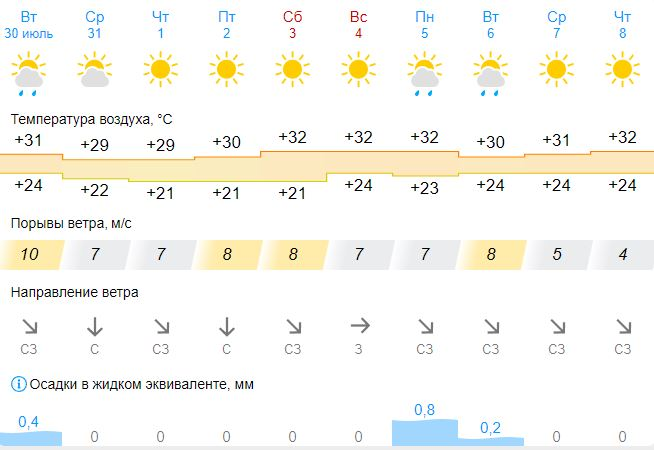 Вт Ср Чт Пт Сб Вс Пн Вт Ср Чт
30 июль 31 1 2 3 4 5 6 7 8
Температура воздуха, °C
+31 +29 +29 +30 +32 +32 +32 +30 +31 +32
+24 +22 +21 +21 +21 +24 +23 +24 +24 +24
Порывы ветра, м/с
10 7 7 8 8 7 7 8 5 4
Направление ветра
СЗ С СЗ С СЗ З СЗ СЗ СЗ СЗ
Осадки в жидком эквиваленте, мм
0,4 0 0 0 0 0 0,8 0,2 0 0